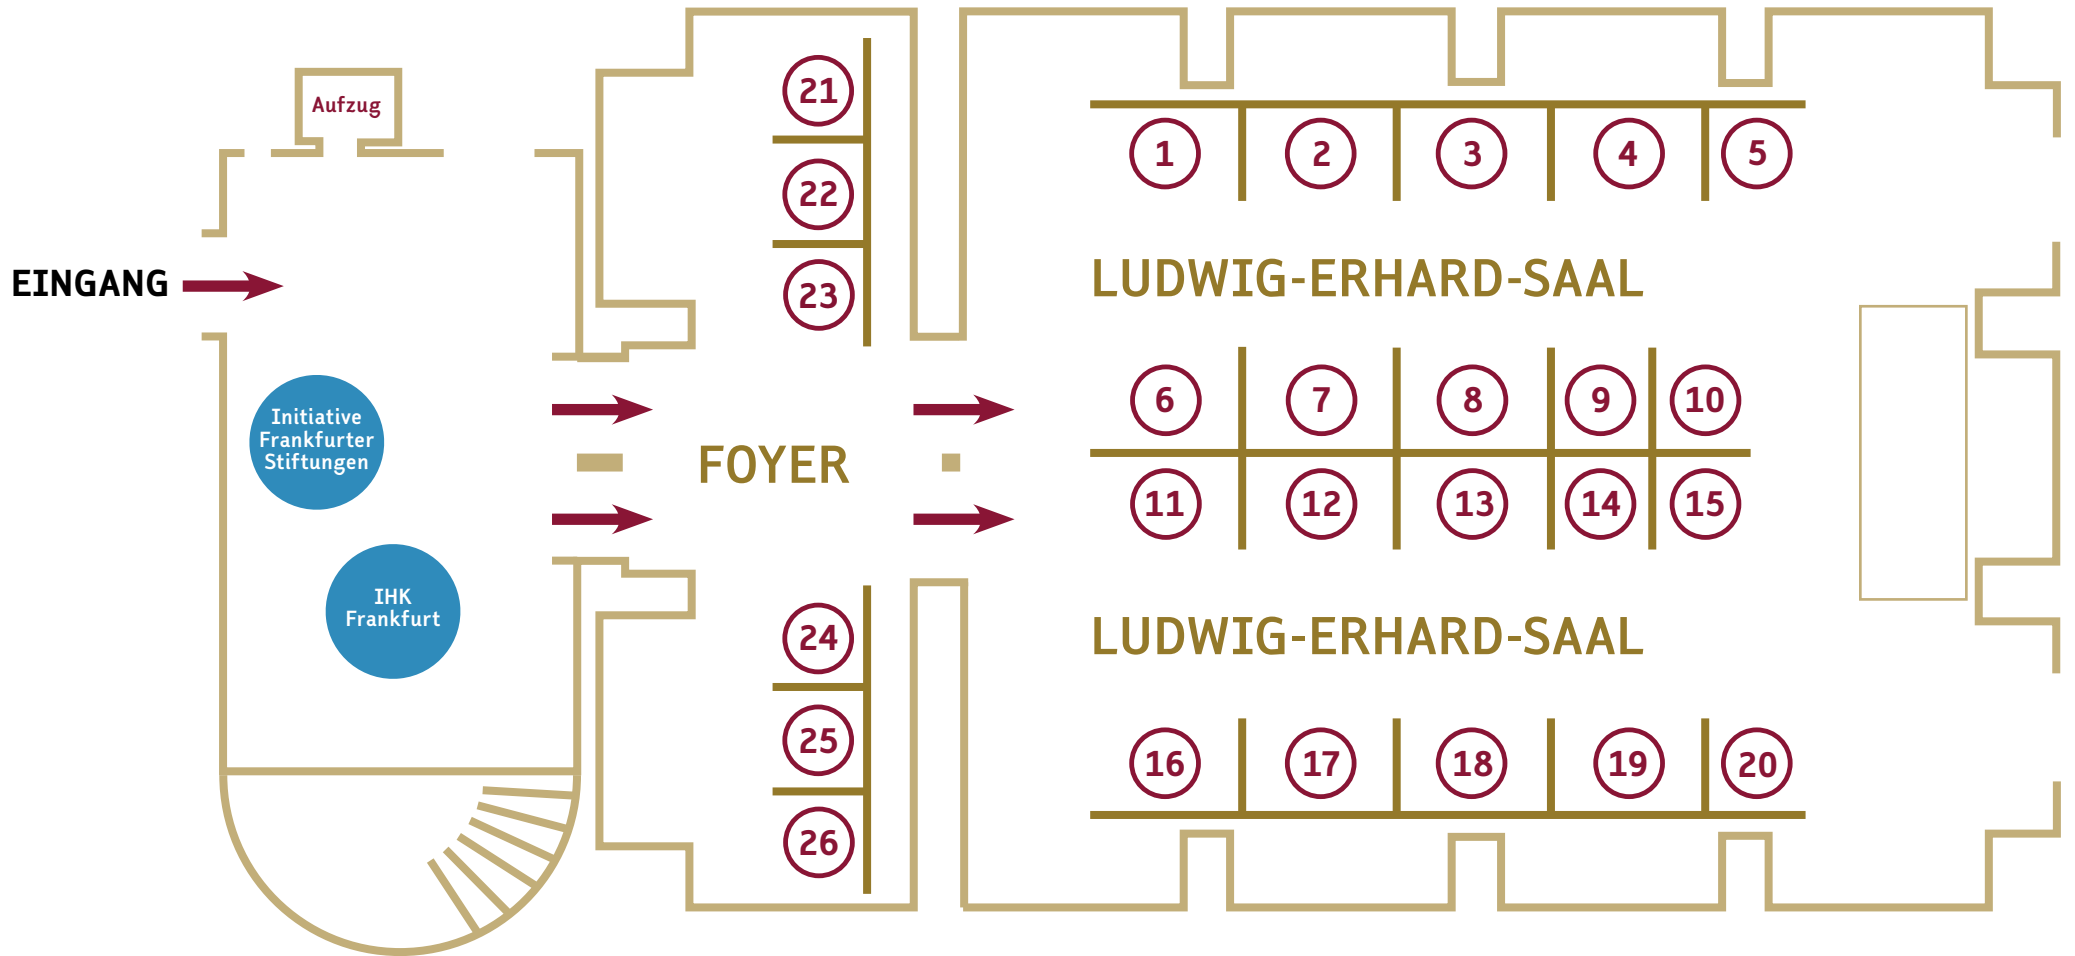 Aufzug
EINGANG
Initiative
Frankfurter
Stiftungen
IHK
Frankfurt
21
22
23
FOYER
24
25
26
1 2 3 4 5
LUDWIG-ERHARD-SAAL
6 7 8 9 10
11 12 13 14 15
LUDWIG-ERHARD-SAAL
16 17 18 19 20